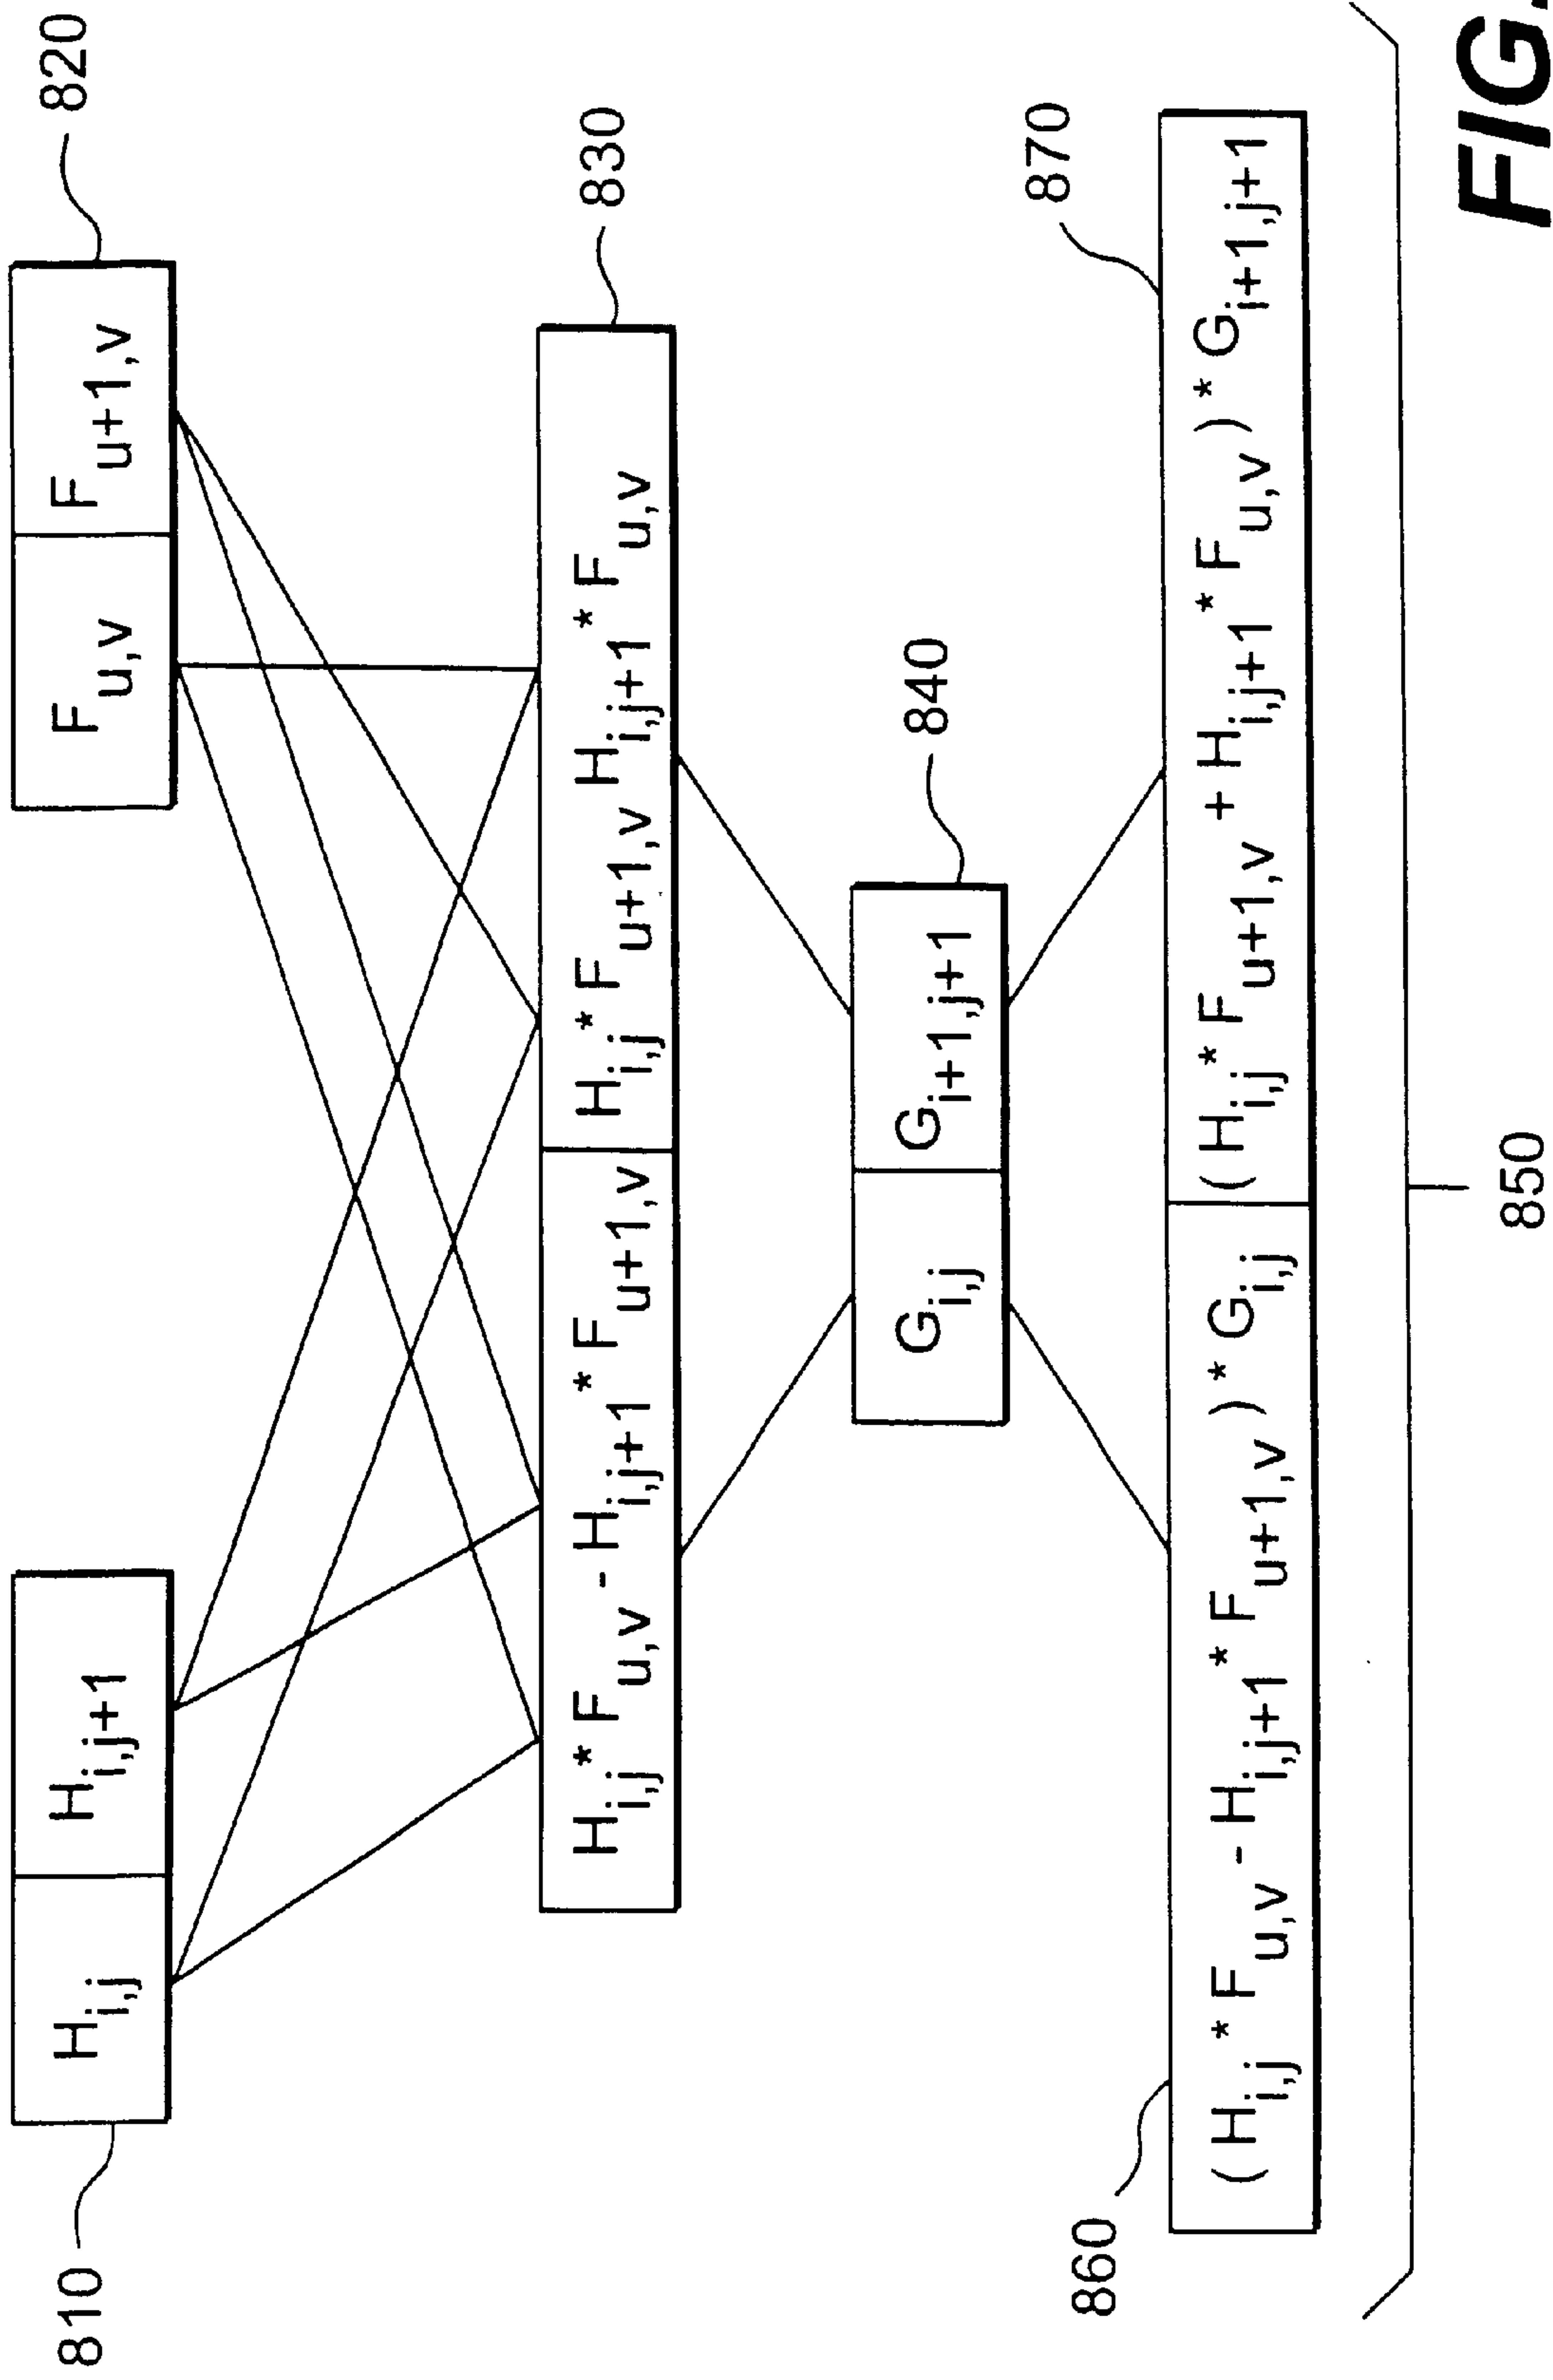 810
H_{i,j} H_{i,j+1}
F_{u,v} F_{u+1,v}
820
H_{i,j}*F_{u,v} - H_{i,j+1}*F_{u+1,v} H_{i,j}*F_{u+1,v} H_{i,j+1}*F_{u,v}
830
G_{i,j} G_{i+1,j+1}
840
860
(H_{i,j}*F_{u,v} - H_{i,j+1}*F_{u+1,v})*G_{i,j} (H_{i,j}*F_{u+1,v} + H_{i,j+1}*F_{u,v})*G_{i+1,j+1}
870
850
FIG.